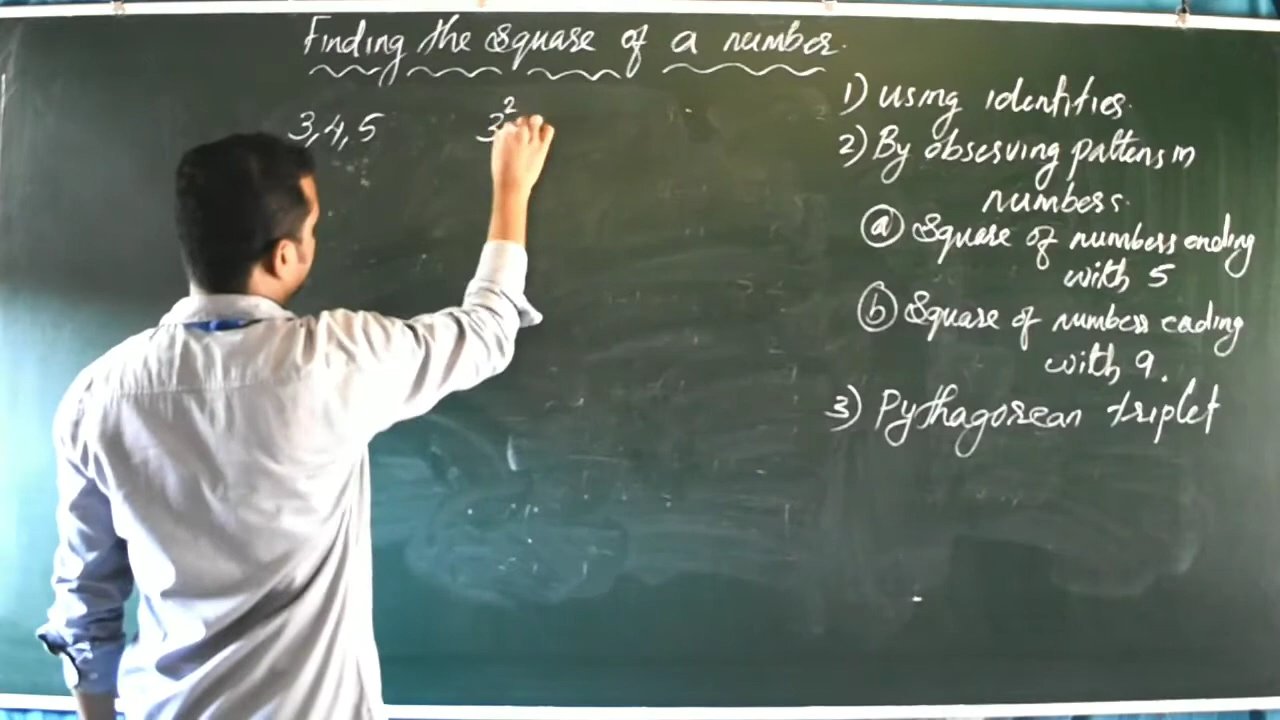 Finding the square of a number.
3,4,5
3²
1) using identities.
2) By observing pattens in
numbers.
a) Square of numbers ending
with 5
b) Square of numbers ending
with 9.
3) Pythagorean triplet